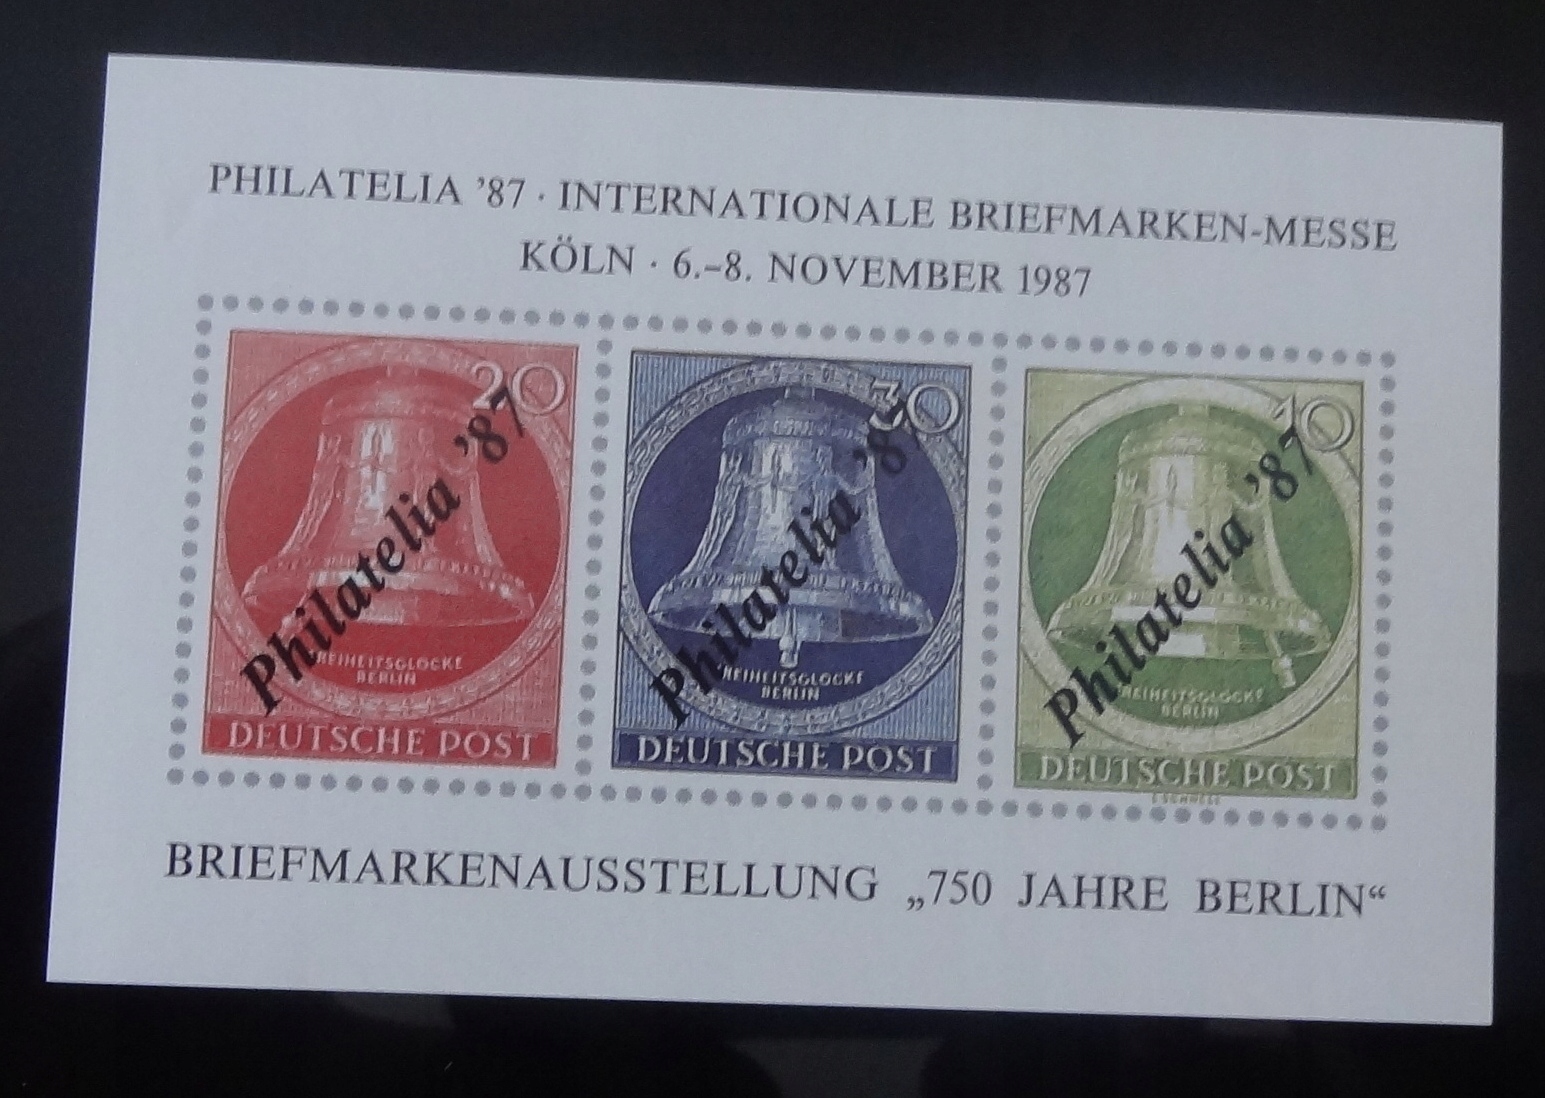 PHILATELIA '87 · INTERNATIONALE BRIEFMARKEN-MESSE
KÖLN · 6.–8. NOVEMBER 1987
20
Philatelia '87
FREIHEITSGLOCKE
BERLIN
DEUTSCHE POST
30
Philatelia '87
FREIHEITSGLOCKE
BERLIN
DEUTSCHE POST
10
Philatelia '87
FREIHEITSGLOCKE
BERLIN
DEUTSCHE POST
BRIEFMARKENAUSSTELLUNG „750 JAHRE BERLIN“